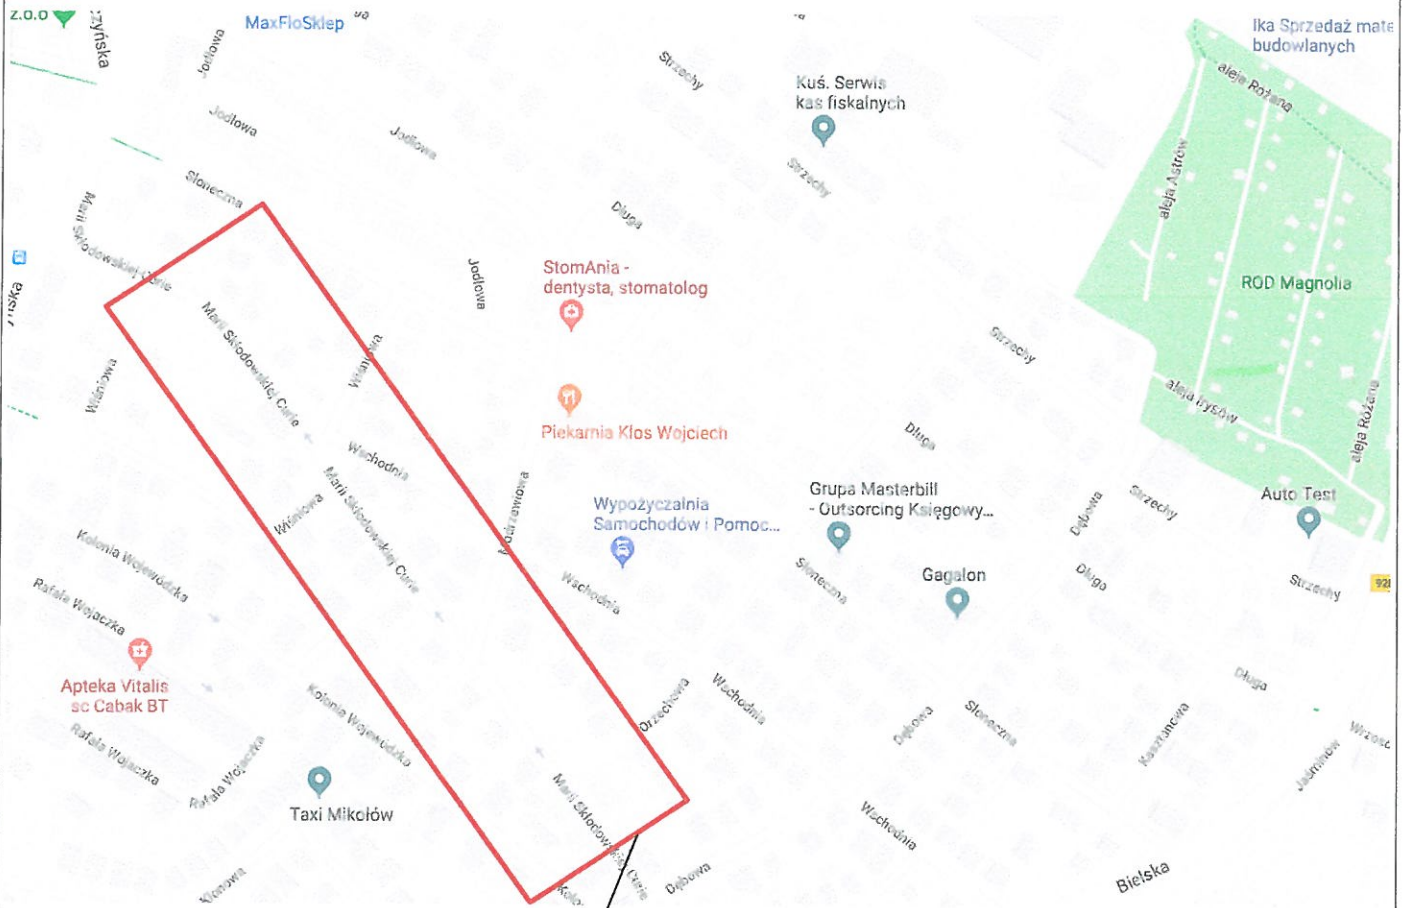 z.o.o
MaxFloSklep
Jodłowa
Jodłowa
Jodłowa
Słoneczna
Strzechy
Kuś. Serwis
kas fiskalnych
Strzechy
Długa
Ika Sprzedaż mate
budowlanych
aleja Różana
aleja Astrów
ROD Magnolia
aleja Irysów
aleja Różana
Marii Skłodowskiej-Curie
StomAnia -
dentysta, stomatolog
Jodłowa
Marii Skłodowskiej Curie
Wiśniowa
Wiśniowa
Piekarnia Kłos Wojciech
Strzechy
Długa
Wschodnia
Marii Skłodowskiej Curie
Wiśniowa
Wypożyczalnia
Samochodów i Pomoc...
Grupa Masterbill
- Outsorcing Księgowy...
Auto Test
Dębowa
Strzechy
Kolonia Wojewódzka
Rafała Wojaczka
Wschodnia
Słoneczna
Gagalon
Długa
Strzechy
Apteka Vitalis
sc Cabak BT
Kolonia Wojewódzka
Orzechowa
Wschodnia
Dębowa
Słoneczna
Długa
Kasztanowa
Jaśminów
Rafała Wojaczka
Rafała Wojaczka
Taxi Mikołów
Marii Skłodowskiej Curie
Wschodnia
Klonowa
Dębowa
Bielska